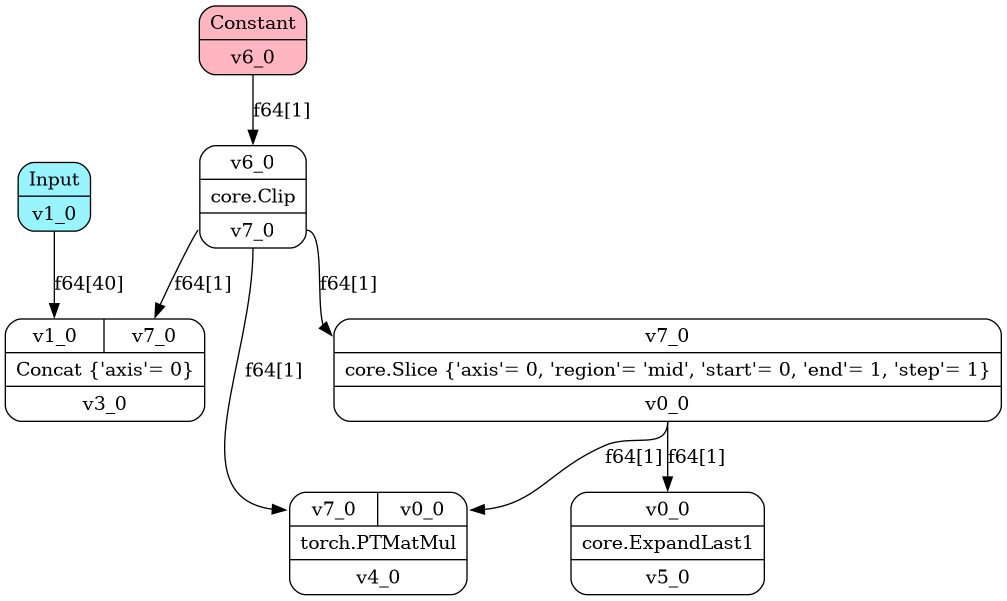 Constant
v6_0
f64[1]
v6_0
core.Clip
v7_0
Input
v1_0
f64[40]
f64[1]
f64[1]
v1_0 v7_0
Concat {'axis'= 0}
v3_0
f64[1]
v7_0
core.Slice {'axis'= 0, 'region'= 'mid', 'start'= 0, 'end'= 1, 'step'= 1}
v0_0
f64[1]
f64[1]
v7_0 v0_0
torch.PTMatMul
v4_0
v0_0
core.ExpandLast1
v5_0